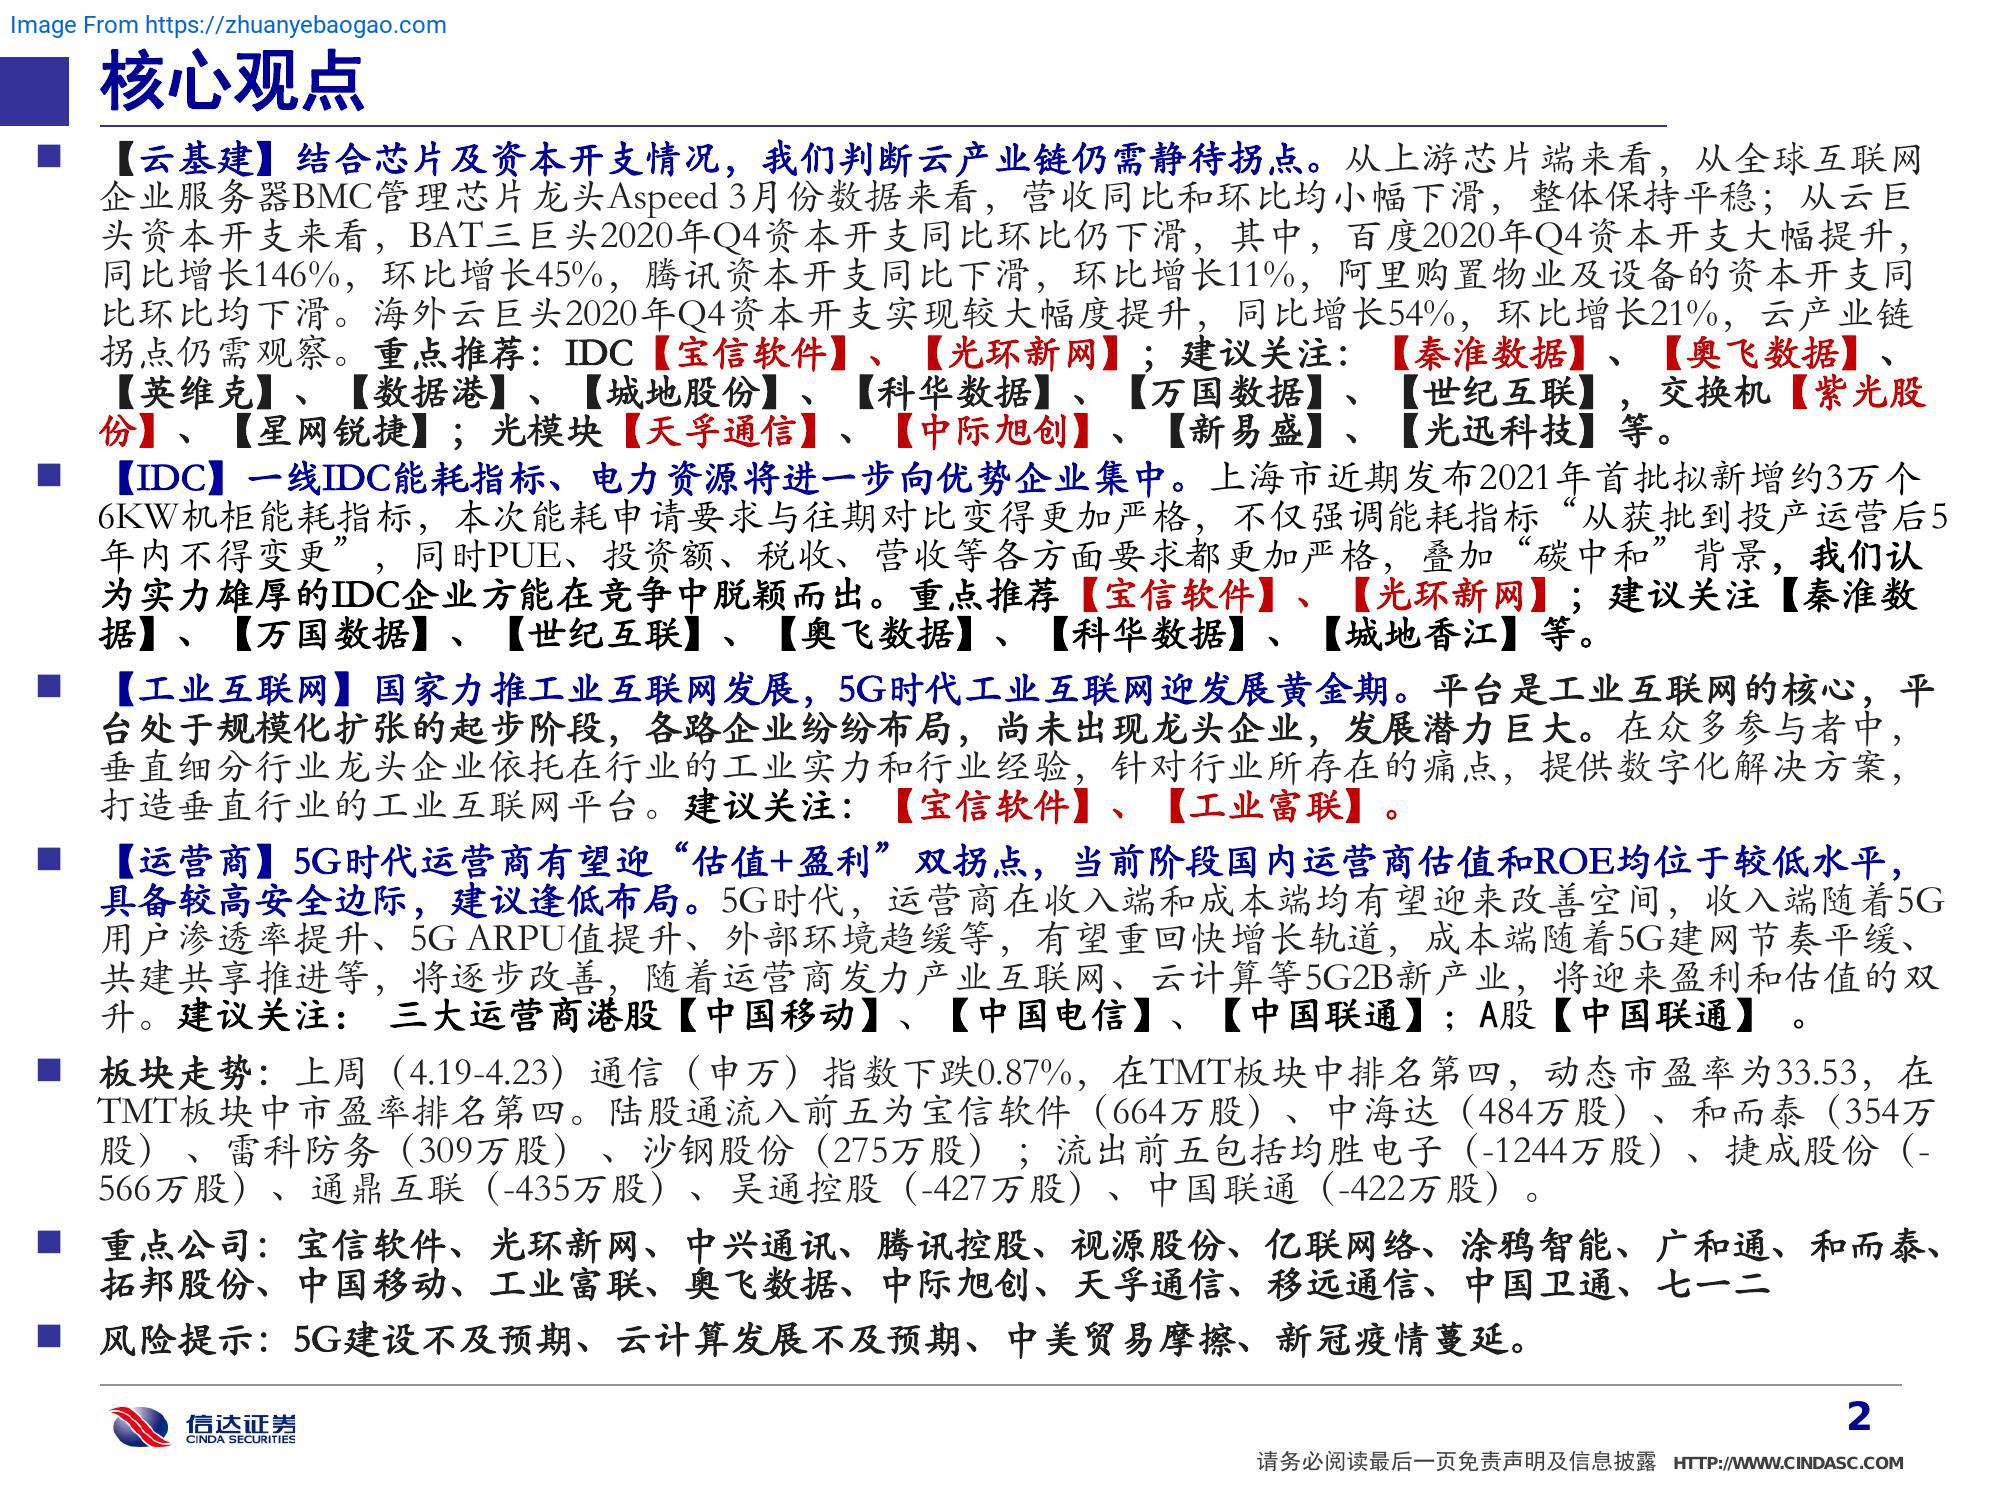 Image From https://zhuanyebaogao.com
核心观点
【云基建】结合芯片及资本开支情况，我们判断云产业链仍需静待拐点。从上游芯片端来看，从全球互联网
企业服务器BMC管理芯片龙头Aspeed 3月份数据来看，营收同比和环比均小幅下滑，整体保持平稳；从云巨
头资本开支来看，BAT三巨头2020年Q4资本开支同比环比仍下滑，其中，百度2020年Q4资本开支大幅提升，
同比增长146%，环比增长45%，腾讯资本开支同比下滑，环比增长11%，阿里购置物业及设备的资本开支同
比环比均下滑。海外云巨头2020年Q4资本开支实现较大幅度提升，同比增长54%，环比增长21%，云产业链
拐点仍需观察。重点推荐：IDC【宝信软件】、【光环新网】；建议关注：【秦淮数据】、【奥飞数据】、
【英维克】、【数据港】、【城地股份】、【科华数据】、【万国数据】、【世纪互联】，交换机【紫光股
份】、【星网锐捷】；光模块【天孚通信】、【中际旭创】、【新易盛】、【光迅科技】等。
【IDC】一线IDC能耗指标、电力资源将进一步向优势企业集中。上海市近期发布2021年首批拟新增约3万个
6KW机柜能耗指标，本次能耗申请要求与往期对比变得更加严格，不仅强调能耗指标“从获批到投产运营后5
年内不得变更”，同时PUE、投资额、税收、营收等各方面要求都更加严格，叠加“碳中和”背景，我们认
为实力雄厚的IDC企业方能在竞争中脱颖而出。重点推荐【宝信软件】、【光环新网】；建议关注【秦淮数
据】、【万国数据】、【世纪互联】、【奥飞数据】、【科华数据】、【城地香江】等。
【工业互联网】国家力推工业互联网发展，5G时代工业互联网迎发展黄金期。平台是工业互联网的核心，平
台处于规模化扩张的起步阶段，各路企业纷纷布局，尚未出现龙头企业，发展潜力巨大。在众多参与者中，
垂直细分行业龙头企业依托在行业的工业实力和行业经验，针对行业所存在的痛点，提供数字化解决方案，
打造垂直行业的工业互联网平台。建议关注：【宝信软件】、【工业富联】。
【运营商】5G时代运营商有望迎“估值+盈利”双拐点，当前阶段国内运营商估值和ROE均位于较低水平，
具备较高安全边际，建议逢低布局。5G时代，运营商在收入端和成本端均有望迎来改善空间，收入端随着5G
用户渗透率提升、5G ARPU值提升、外部环境趋缓等，有望重回快增长轨道，成本端随着5G建网节奏平缓、
共建共享推进等，将逐步改善，随着运营商发力产业互联网、云计算等5G2B新产业，将迎来盈利和估值的双
升。建议关注： 三大运营商港股【中国移动】、【中国电信】、【中国联通】；A股【中国联通】 。
板块走势：上周（4.19-4.23）通信（申万）指数下跌0.87%，在TMT板块中排名第四，动态市盈率为33.53，在
TMT板块中市盈率排名第四。陆股通流入前五为宝信软件（664万股）、中海达（484万股）、和而泰（354万
股）、雷科防务（309万股）、沙钢股份（275万股）；流出前五包括均胜电子（-1244万股）、捷成股份（-
566万股）、通鼎互联（-435万股）、吴通控股（-427万股）、中国联通（-422万股）。
重点公司：宝信软件、光环新网、中兴通讯、腾讯控股、视源股份、亿联网络、涂鸦智能、广和通、和而泰、
拓邦股份、中国移动、工业富联、奥飞数据、中际旭创、天孚通信、移远通信、中国卫通、七一二
风险提示：5G建设不及预期、云计算发展不及预期、中美贸易摩擦、新冠疫情蔓延。
信达证券
CINDA SECURITIES
2
请务必阅读最后一页免责声明及信息披露 HTTP://WWW.CINDASC.COM